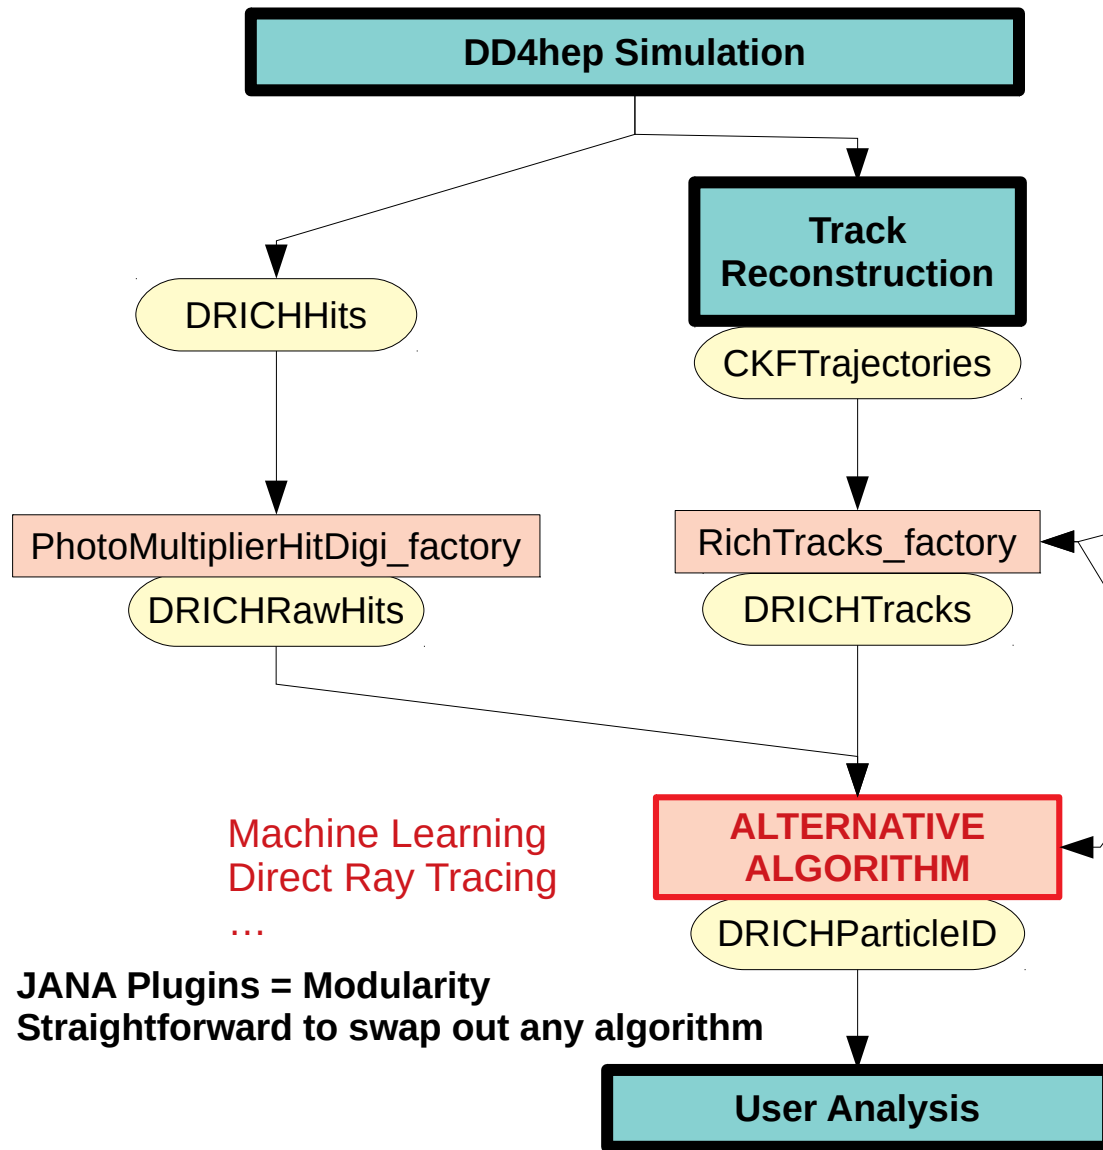 DD4hep Simulation
Track
Reconstruction
DRICHHits
CKFTrajectories
PhotoMultiplierHitDigi_factory
RichTracks_factory
DRICHRawHits
DRICHTracks
Machine Learning
Direct Ray Tracing
…
ALTERNATIVE
ALGORITHM
DRICHParticleID
JANA Plugins = Modularity
Straightforward to swap out any algorithm
User Analysis